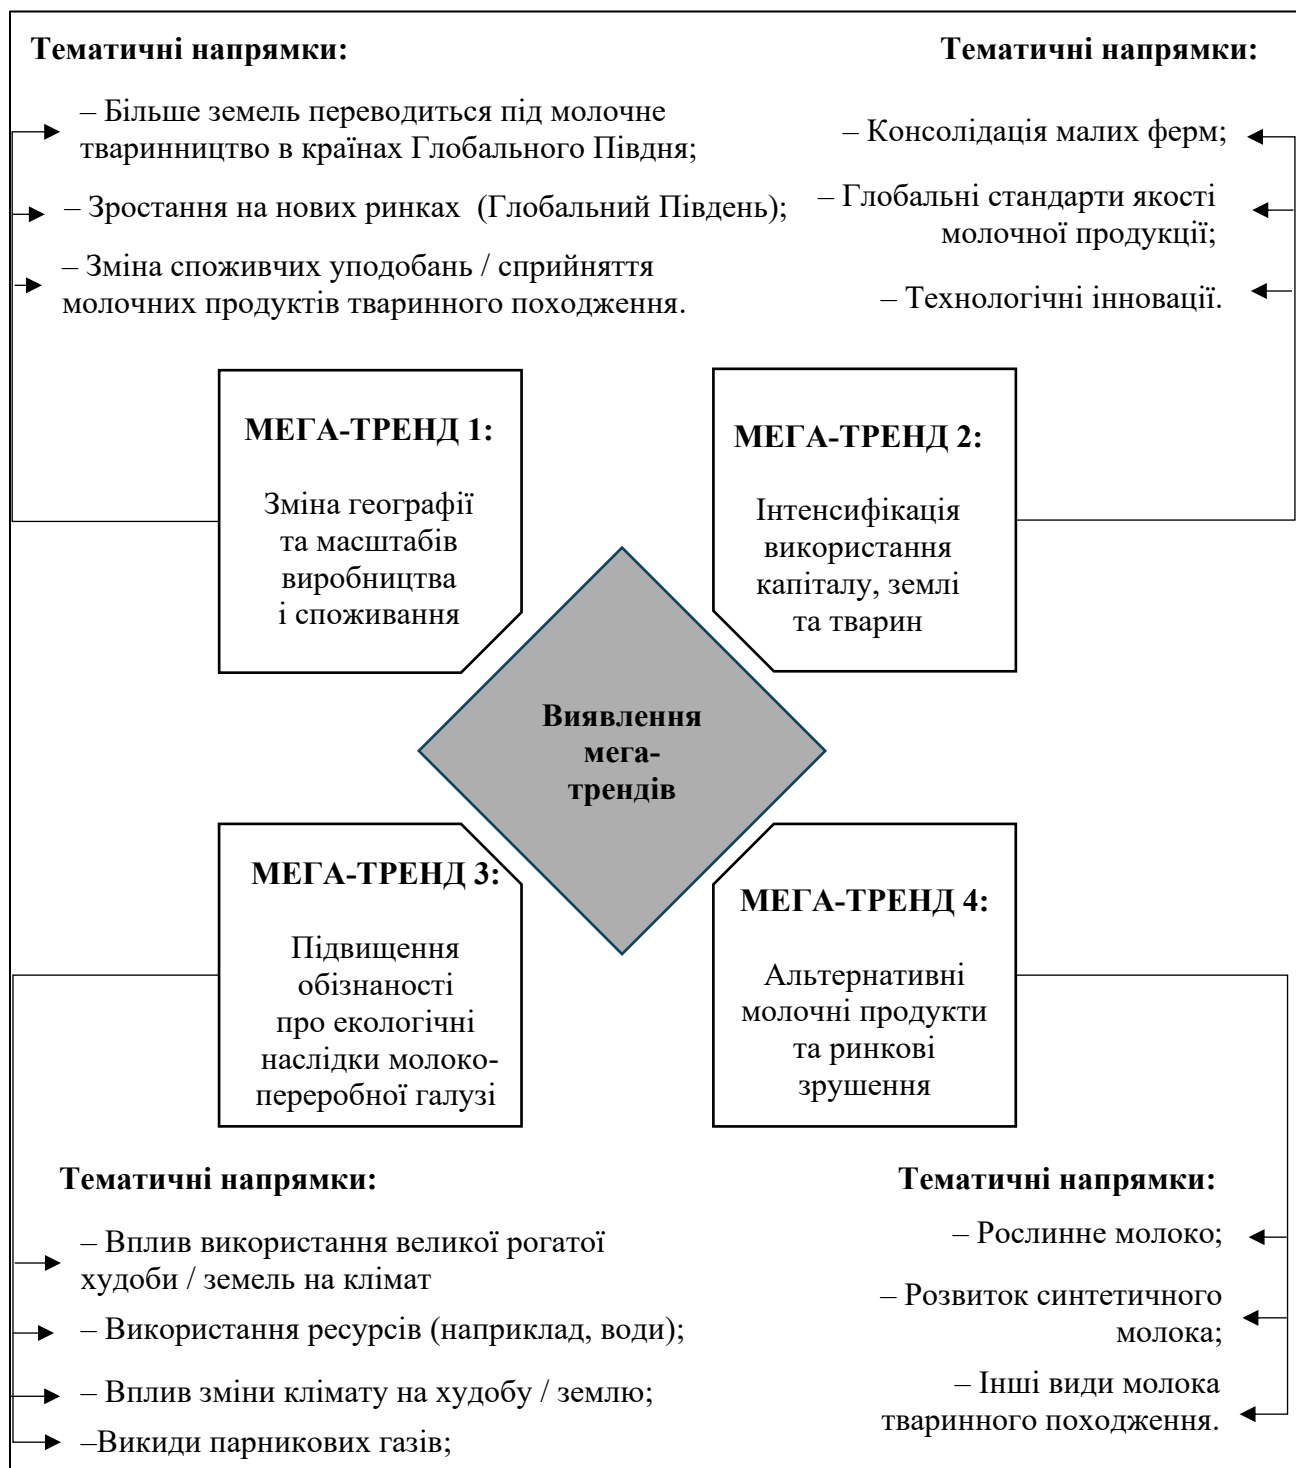 Тематичні напрямки:
– Більше земель переводиться під молочне
тваринництво в країнах Глобального Півдня;
– Зростання на нових ринках (Глобальний Південь);
– Зміна споживчих уподобань / сприйняття
молочних продуктів тваринного походження.
Тематичні напрямки:
– Консолідація малих ферм;
– Глобальні стандарти якості
молочної продукції;
– Технологічні інновації.
МЕГА-ТРЕНД 1:
Зміна географії
та масштабів
виробництва
і споживання
МЕГА-ТРЕНД 2:
Інтенсифікація
використання
капіталу, землі
та тварин
Виявлення
мега-
трендів
МЕГА-ТРЕНД 3:
Підвищення
обізнаності
про екологічні
наслідки молоко-
переробної галузі
МЕГА-ТРЕНД 4:
Альтернативні
молочні продукти
та ринкові
зрушення
Тематичні напрямки:
– Вплив використання великої рогатої
худоби / земель на клімат
– Використання ресурсів (наприклад, води);
– Вплив зміни клімату на худобу / землю;
–Викиди парникових газів;
Тематичні напрямки:
– Рослинне молоко;
– Розвиток синтетичного
молока;
– Інші види молока
тваринного походження.